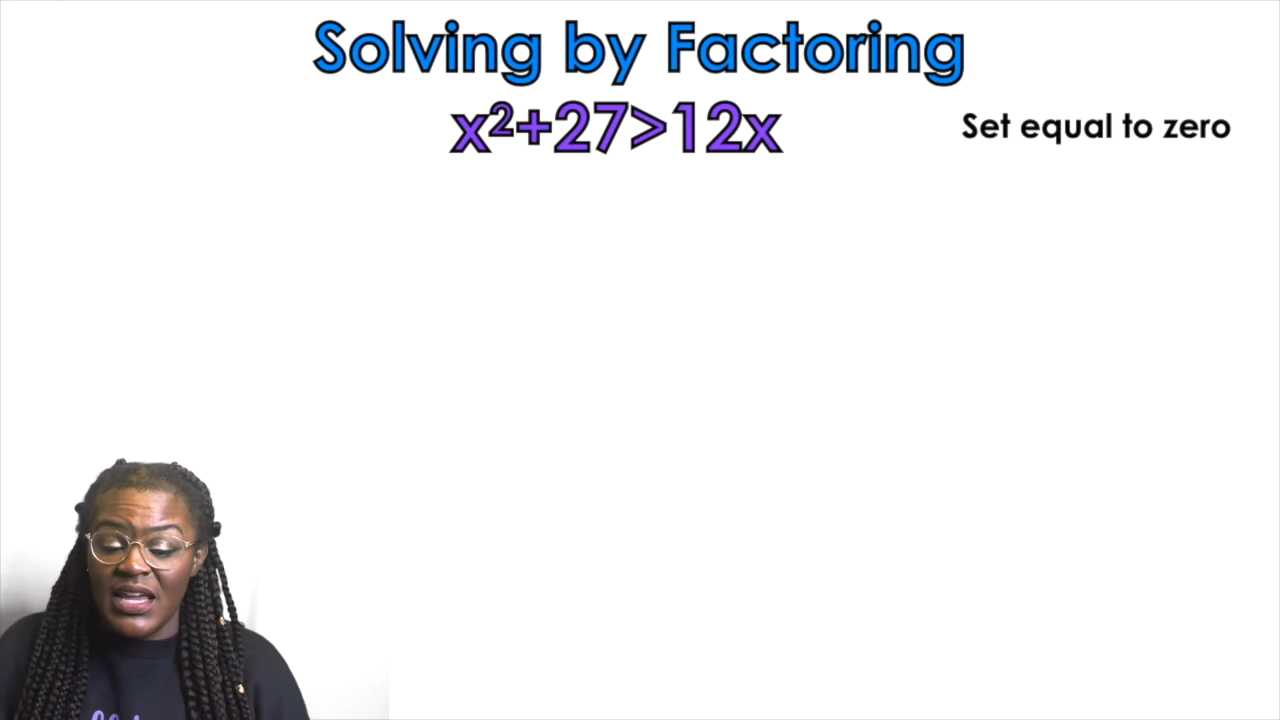 Solving by Factoring
x²+27>12x
Set equal to zero